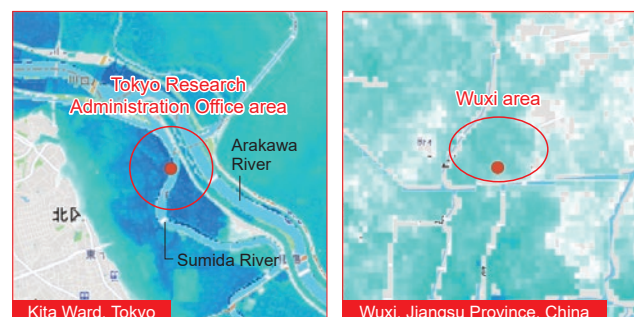 Tokyo Research
Administration Office area
Arakawa
River
北区
Sumida River
Kita Ward, Tokyo
Wuxi area
Wuxi, Jiangsu Province, China